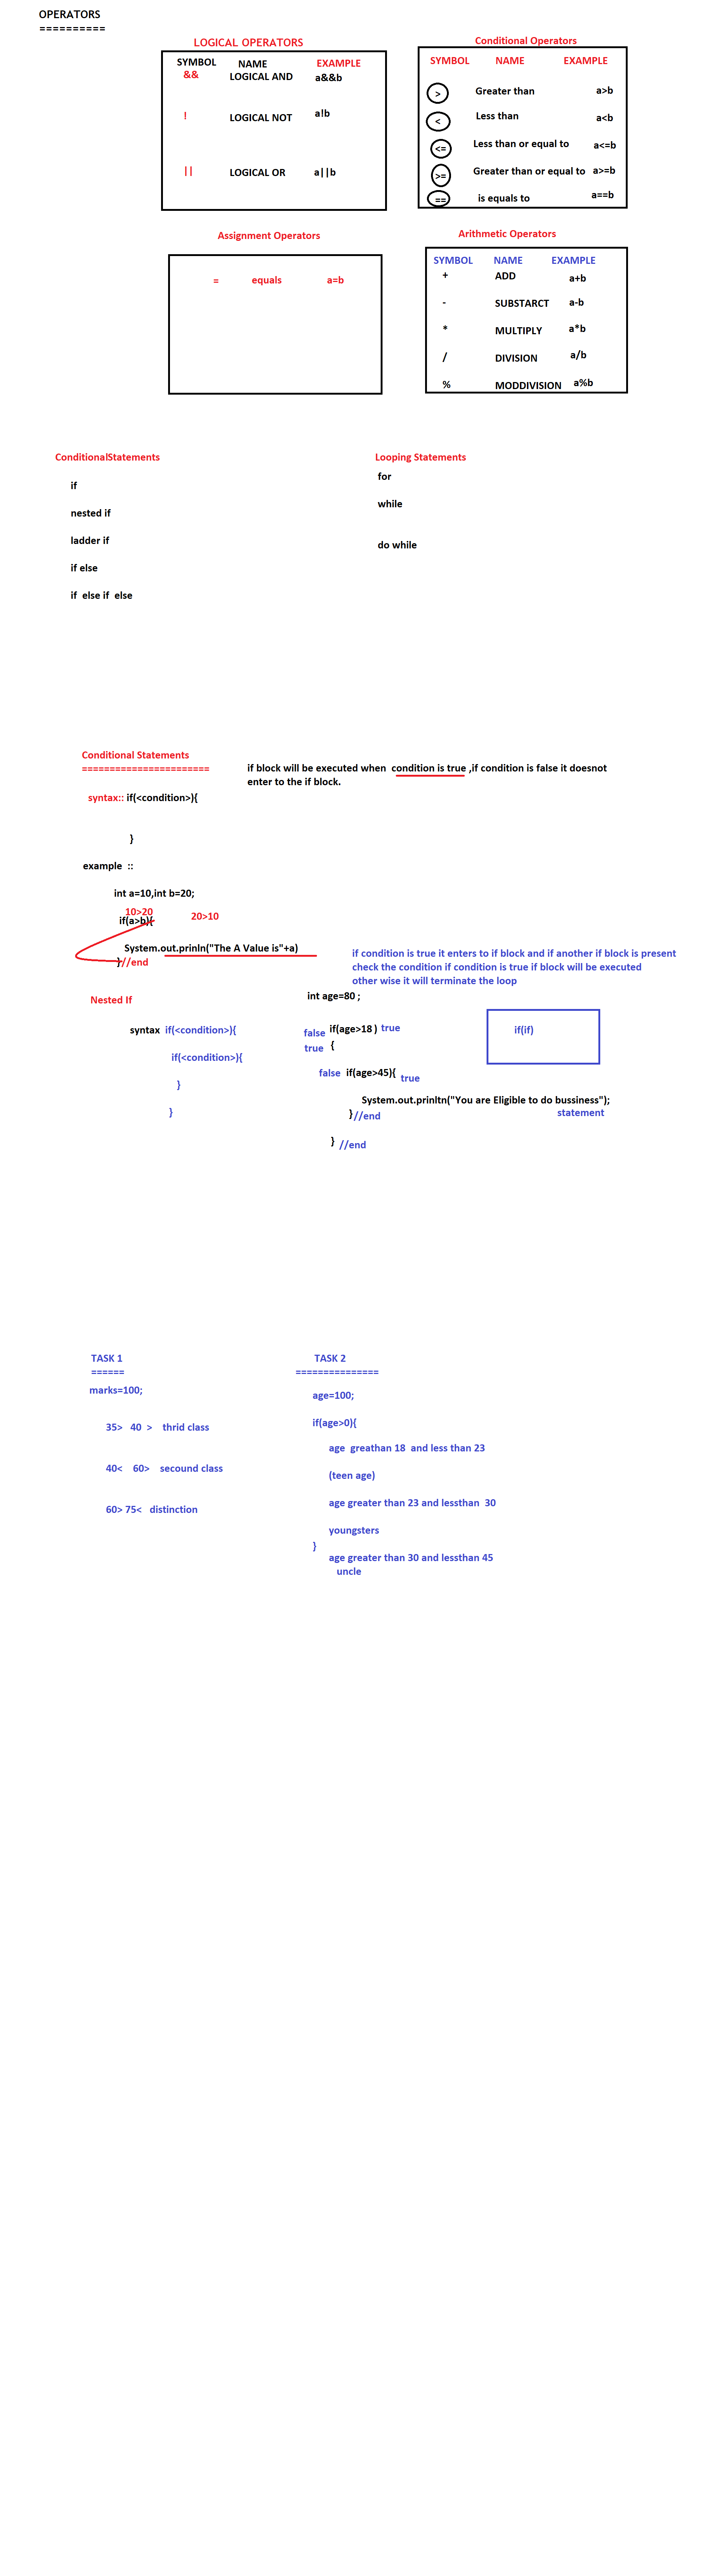 OPERATORS
==========
LOGICAL OPERATORS
SYMBOL NAME EXAMPLE
&& LOGICAL AND a&&b
! LOGICAL NOT a!b
|| LOGICAL OR a||b
Conditional Operators
SYMBOL NAME EXAMPLE
> Greater than a>b
< Less than a<b
<= Less than or equal to a<=b
>= Greater than or equal to a>=b
== is equals to a==b
Assignment Operators
= equals a=b
Arithmetic Operators
SYMBOL NAME EXAMPLE
+ ADD a+b
- SUBSTARCT a-b
* MULTIPLY a*b
/ DIVISION a/b
% MODDIVISION a%b
ConditionalStatements
if
nested if
ladder if
if else
if else if else
Looping Statements
for
while
do while
Conditional Statements
=======================
if block will be executed when condition is true ,if condition is false it doesnot
enter to the if block.
syntax:: if(<condition>){
}
example ::
int a=10,int b=20;
10>20 20>10
if(a>b){
System.out.prinln("The A Value is"+a)
}//end
if condition is true it enters to if block and if another if block is present
check the condition if condition is true if block will be executed
other wise it will terminate the loop
Nested If
syntax if(<condition>){
if(<condition>){
}
}
int age=80 ;
false if(age>18 ) true
true {
false if(age>45){ true
System.out.prinltn("You are Eligible to do bussiness");
}//end statement
} //end
if(if)
TASK 1
======
marks=100;
35> 40 > thrid class
40< 60> secound class
60> 75< distinction
TASK 2
===============
age=100;
if(age>0){
age greathan 18 and less than 23
(teen age)
age greater than 23 and lessthan 30
youngsters
}
age greater than 30 and lessthan 45
uncle